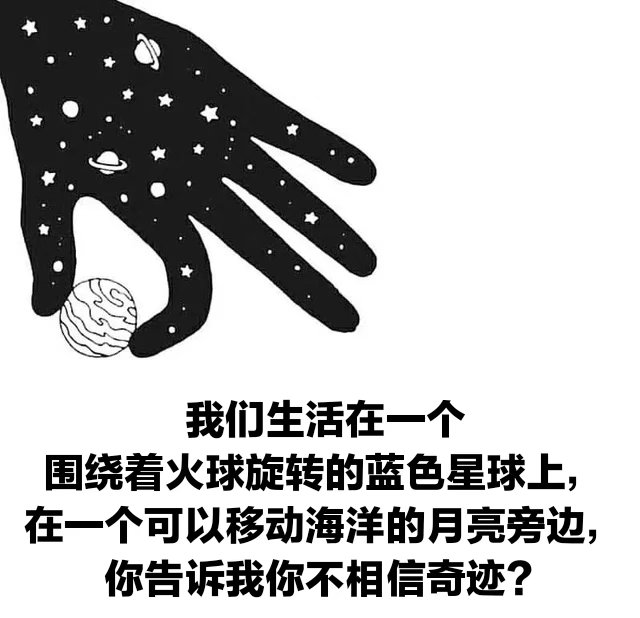 我们生活在一个
围绕着火球旋转的蓝色星球上，
在一个可以移动海洋的月亮旁边，
你告诉我你不相信奇迹？